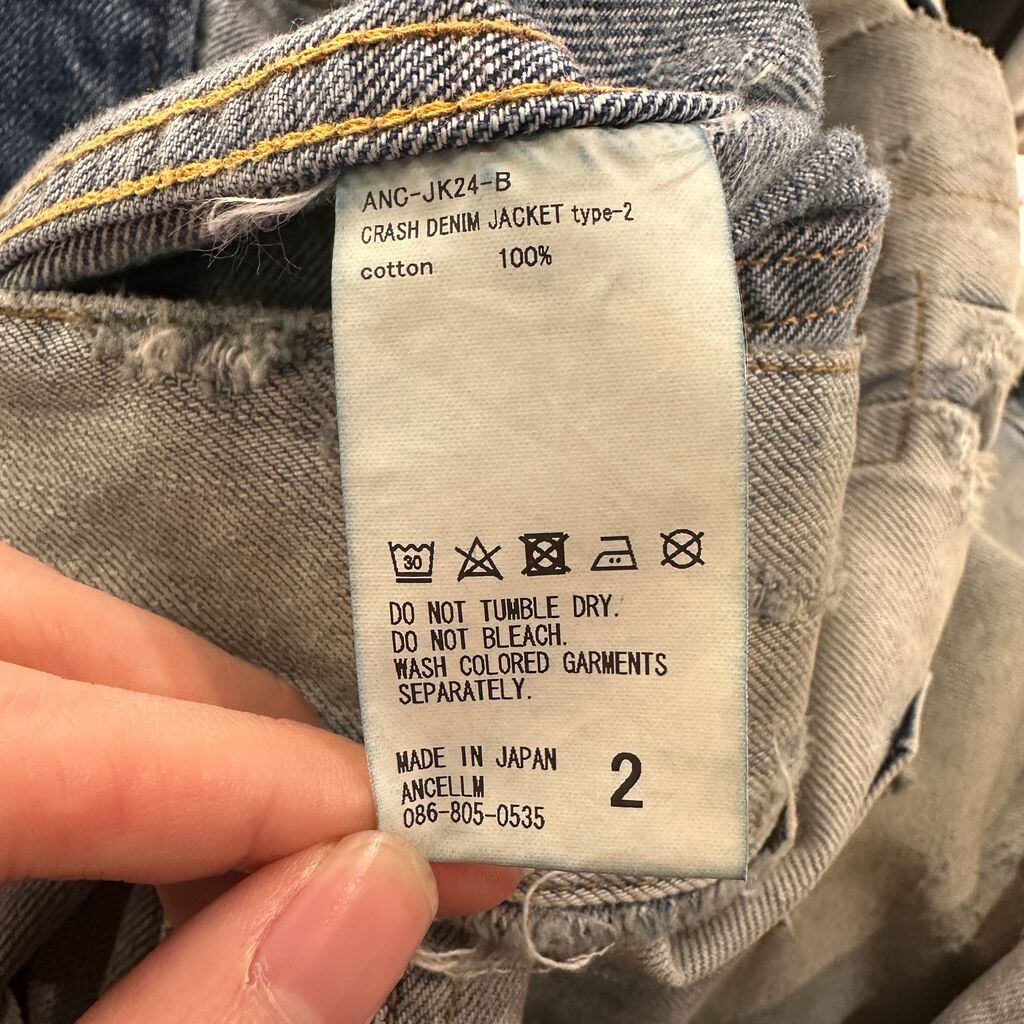 ANC-JK24-B
CRASH DENIM JACKET type-2
cotton 100%
30
DO NOT TUMBLE DRY.
DO NOT BLEACH.
WASH COLORED GARMENTS
SEPARATELY.
MADE IN JAPAN
ANCELLM
086-805-0535
2